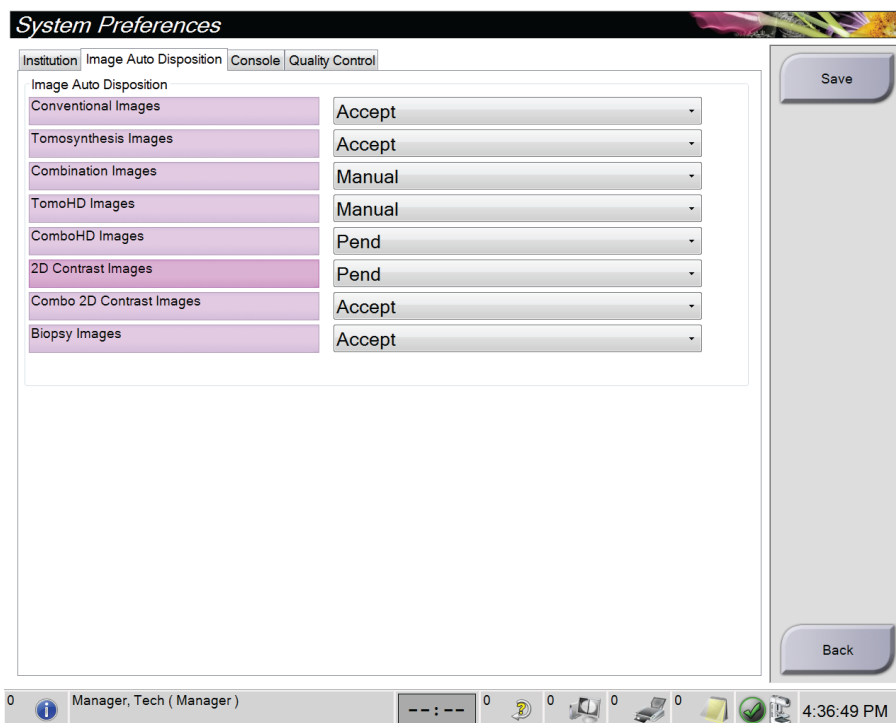 System Preferences
Institution Image Auto Disposition Console Quality Control
Save
Image Auto Disposition
Conventional Images Accept
Tomosynthesis Images Accept
Combination Images Manual
TomoHD Images Manual
ComboHD Images Pend
2D Contrast Images Pend
Combo 2D Contrast Images Accept
Biopsy Images Accept
Back
0 Manager, Tech ( Manager ) --:-- 0 0 0 0 4:36:49 PM